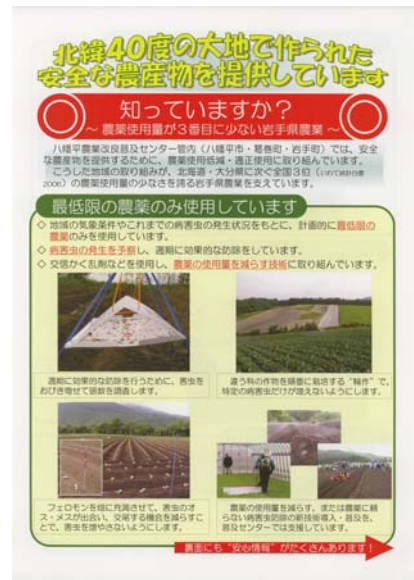 北緯40度の大地で作られた
安全な農産物を提供しています
知っていますか？
～ 農薬使用量が3番目に少ない岩手県農業 ～
八幡平農業改良普及センター管内（八幡平市・葛巻町・岩手町）では、安全
な農産物を提供するために、農薬使用低減・適正使用に取り組んでいます。
こうした地域の取り組みが、北海道・大分県に次ぐ全国3位（いわて統計白書
2006）の農薬使用量の少なさを誇る岩手県農業を支えています。
最低限の農薬のみ使用しています
◇ 地域の気象条件やこれまでの病害虫の発生状況をもとに、計画的に最低限の
農薬のみを使用しています。
◇ 病害虫の発生を予察し、適期に効果的な防除をしています。
◇ 交信かく乱剤などを使用し、農薬の使用量を減らす技術に取り組んでいます。
適期に効果的な防除を行うために、害虫を
おびき寄せて頭数を調査します。
違う科の作物を順番に栽培する“輪作”で、
特定の病害虫だけが増えないようにします。
フェロモンを畑に充満させて、害虫のオ
ス・メスが出会い、交尾する機会を減らすこ
とで、害虫を増やさないようにします。
農薬の使用量を減らす、または農薬に頼
らない病害虫防除の新技術導入・普及を、
普及センターでは支援しています。
裏面にも“安心情報”がたくさんあります！